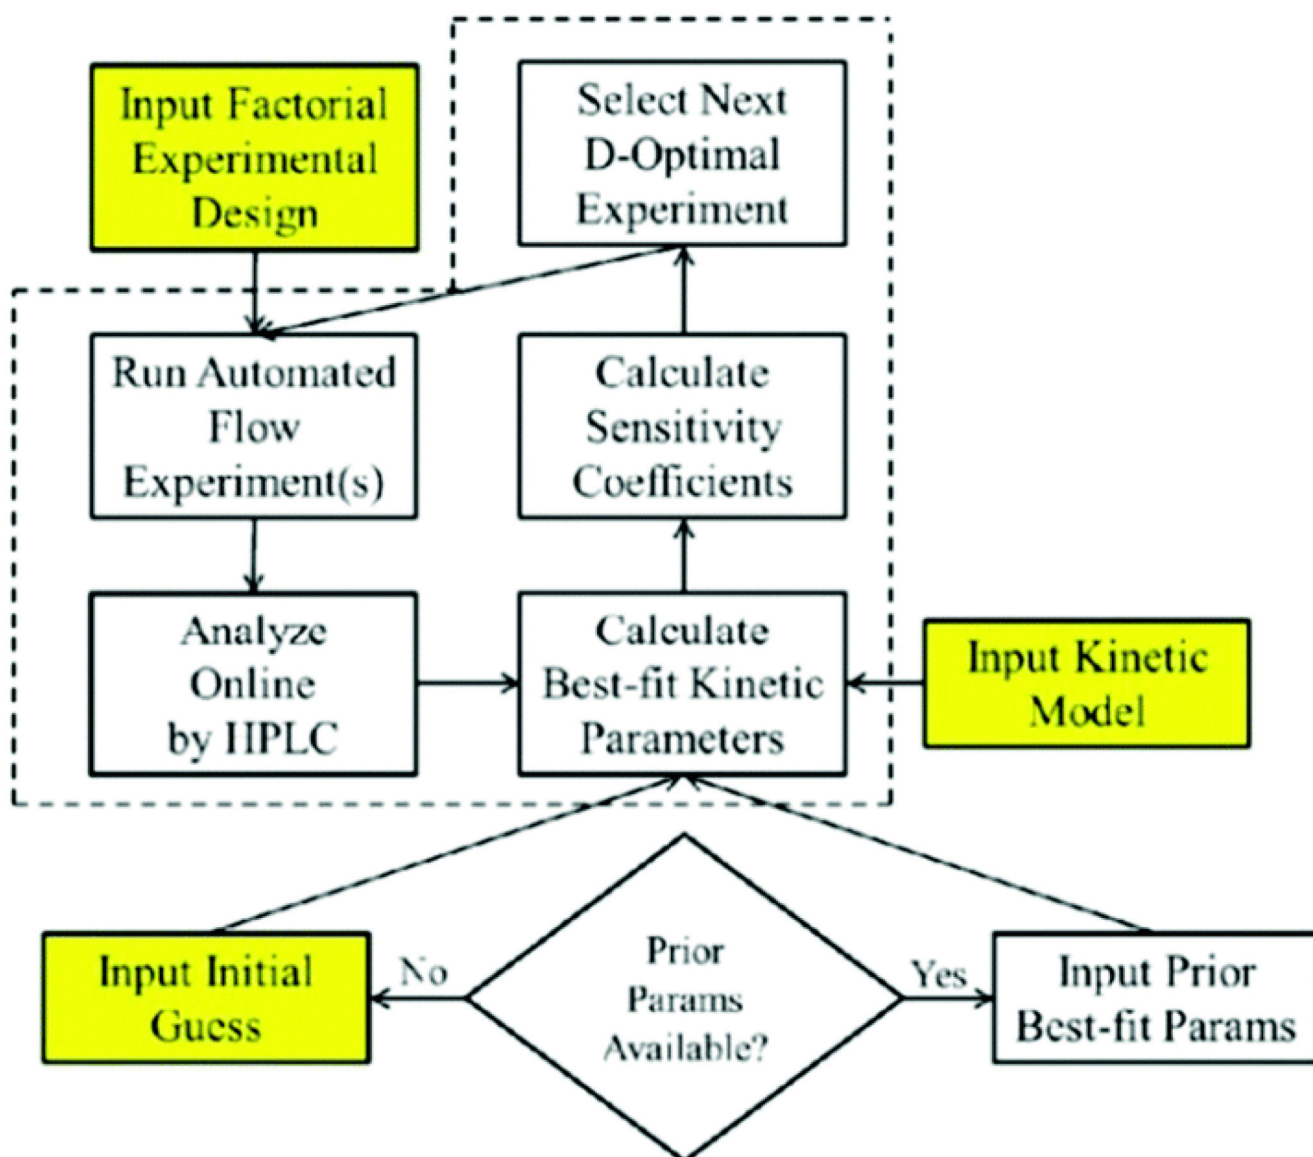 Input Factorial
Experimental
Design
Select Next
D-Optimal
Experiment
Run Automated
Flow
Experiment(s)
Calculate
Sensitivity
Coefficients
Analyze
Online
by HPLC
Calculate
Best-fit Kinetic
Parameters
Input Kinetic
Model
Input Initial
Guess
No
Prior
Params
Available?
Yes
Input Prior
Best-fit Params